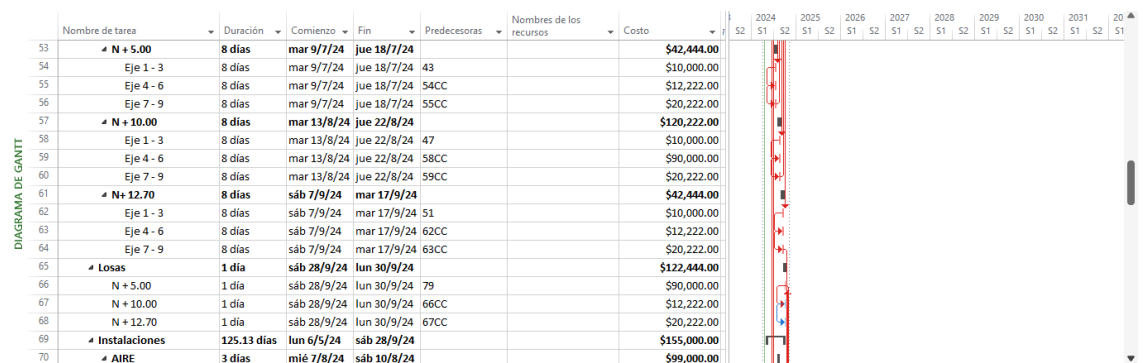 Nombre de tarea Duración Comienzo Fin Predecesoras Nombres de los recursos Costo 2024 2025 2026 2027 2028 2029 2030 2031
S2 S1 S2 S1 S2 S1 S2 S1 S2 S1 S2 S1 S2 S1 S2 S1 S2 S1
53 N + 5.00 8 días mar 9/7/24 jue 18/7/24 $42,444.00
54 Eje 1 - 3 8 días mar 9/7/24 jue 18/7/24 43 $10,000.00
55 Eje 4 - 6 8 días mar 9/7/24 jue 18/7/24 54CC $12,222.00
56 Eje 7 - 9 8 días mar 9/7/24 jue 18/7/24 55CC $20,222.00
57 N + 10.00 8 días mar 13/8/24 jue 22/8/24 $120,222.00
58 Eje 1 - 3 8 días mar 13/8/24 jue 22/8/24 47 $10,000.00
59 Eje 4 - 6 8 días mar 13/8/24 jue 22/8/24 58CC $90,000.00
60 Eje 7 - 9 8 días mar 13/8/24 jue 22/8/24 59CC $20,222.00
61 N+ 12.70 8 días sáb 7/9/24 mar 17/9/24 $42,444.00
62 Eje 1 - 3 8 días sáb 7/9/24 mar 17/9/24 51 $10,000.00
63 Eje 4 - 6 8 días sáb 7/9/24 mar 17/9/24 62CC $12,222.00
64 Eje 7 - 9 8 días sáb 7/9/24 mar 17/9/24 63CC $20,222.00
65 Losas 1 día sáb 28/9/24 lun 30/9/24 $122,444.00
66 N + 5.00 1 día sáb 28/9/24 lun 30/9/24 79 $90,000.00
67 N + 10.00 1 día sáb 28/9/24 lun 30/9/24 66CC $12,222.00
68 N + 12.70 1 día sáb 28/9/24 lun 30/9/24 67CC $20,222.00
69 Instalaciones 125.13 días lun 6/5/24 sáb 28/9/24 $155,000.00
70 AIRE 3 días mié 7/8/24 sáb 10/8/24 $99,000.00
DIAGRAMA DE GANTT